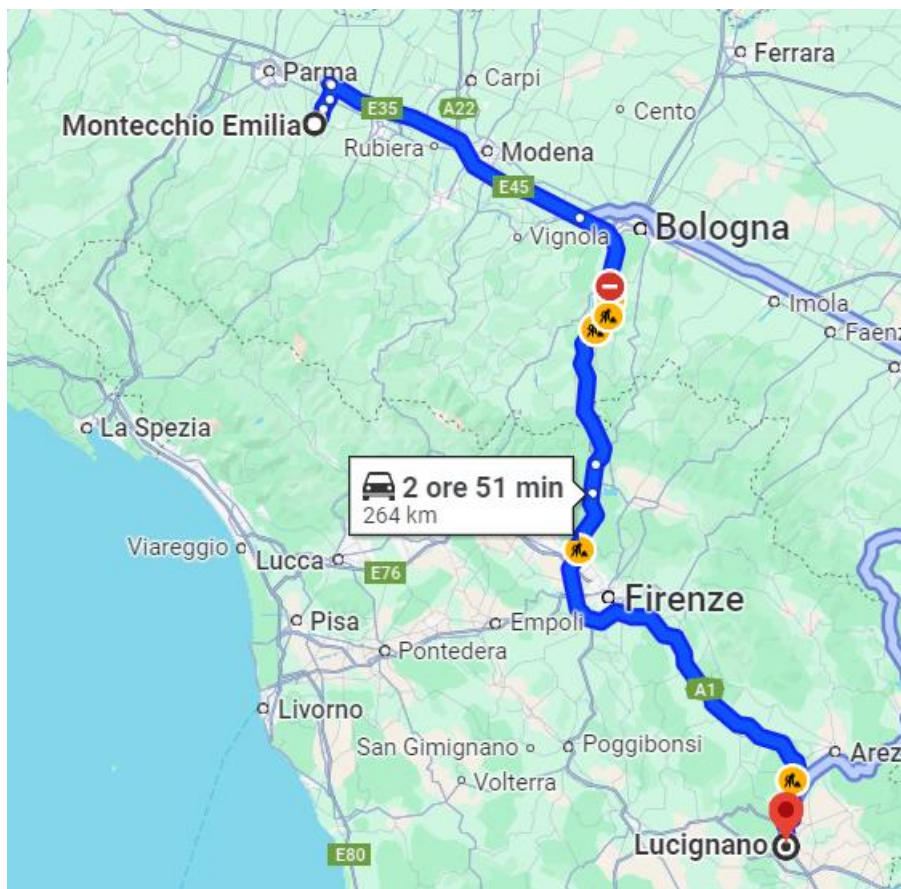 Ferrara
Parma
Carpi
E35
A22
Cento
Montecchio Emilia
Rubiera
Modena
E45
Vignola
Bologna
Imola
Faenz
La Spezia
2 ore 51 min
264 km
Viareggio
Lucca
E76
Firenze
Pisa
Empoli
Pontedera
A1
Livorno
San Gimignano
Poggibonsi
Arez
Volterra
Lucignano
E80